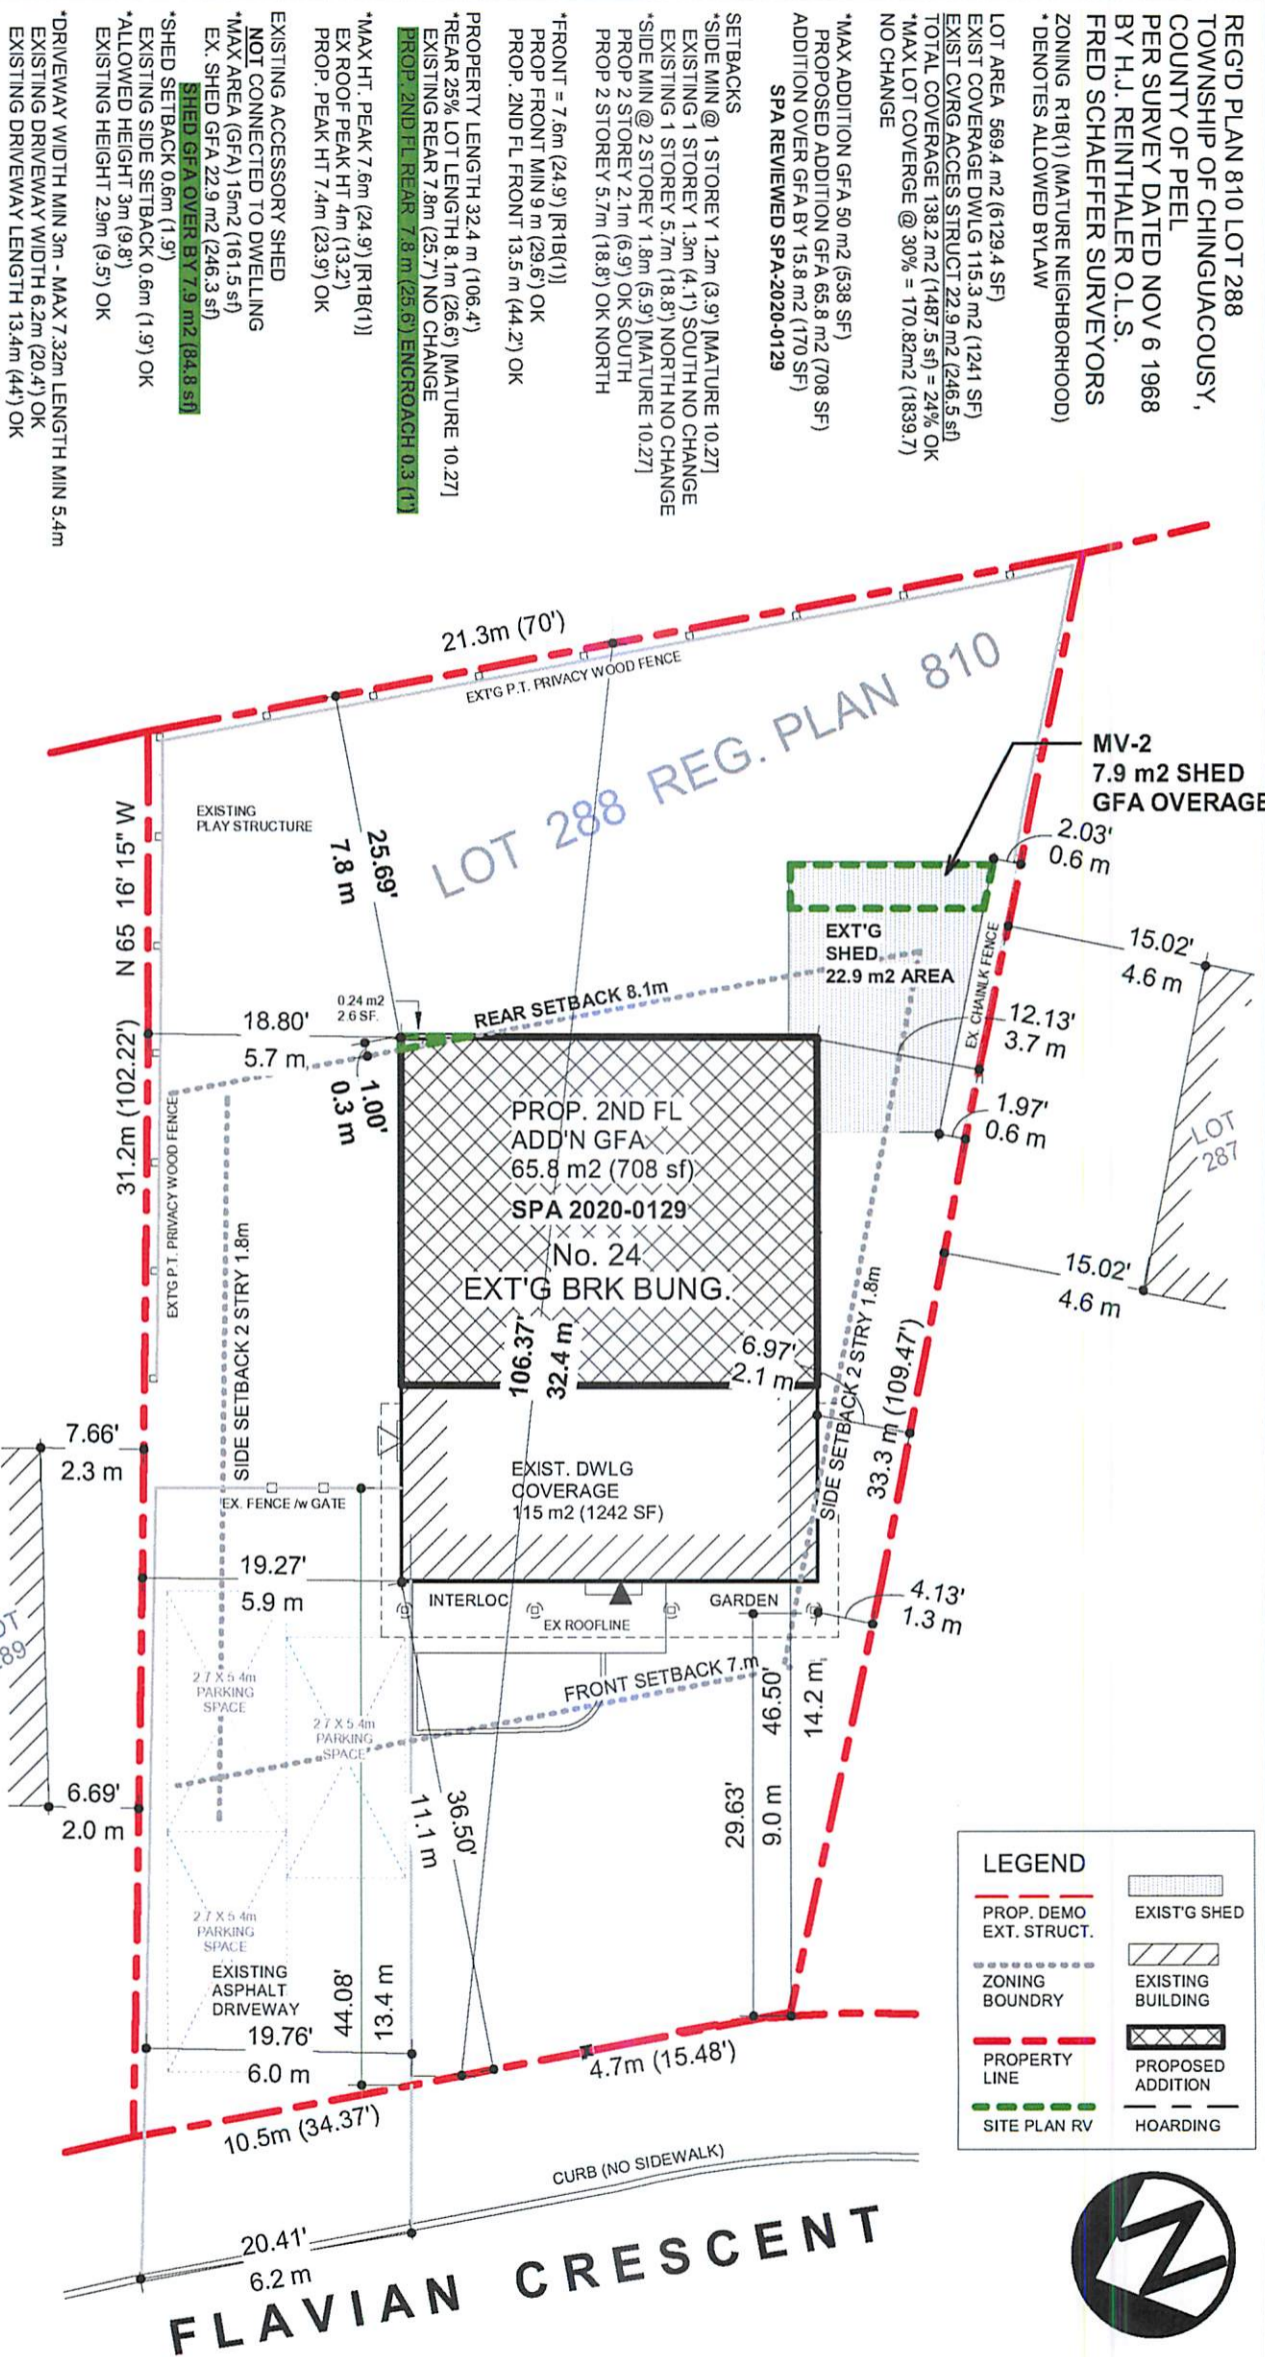 REG'D PLAN 810 LOT 288
TOWNSHIP OF CHINGUACOUSY,
COUNTY OF PEEL
PER SURVEY DATED NOV 6 1968
BY H.J. REINTHALER O.L.S.
FRED SCHAEFFER SURVEYORS
ZONING R1B(1) (MATURE NEIGHBORHOOD)
* DENOTES ALLOWED BYLAW
LOT AREA 569.4 m2 (6129.4 SF)
EXIST COVERAGE DWLG 115.3 m2 (1241 SF)
EXIST CVRG ACCES STRUCT 22.9 m2 (246.5 sf)
TOTAL COVERAGE 138.2 m2 (1487.5 sf) = 24% OK
*MAX LOT COVERGE @ 30% = 170.82m2 (1839.7)
NO CHANGE
*MAX ADDITION GFA 50 m2 (538 SF)
PROPOSED ADDITION GFA 65.8 m2 (708 SF)
ADDITION OVER GFA BY 15.8 m2 (170 SF)
SPA REVIEWED SPA-2020-0129
SETBACKS
*SIDE MIN @ 1 STOREY 1.2m (3.9') [MATURE 10.27]
EXISTING 1 STOREY 1.3m (4.1') SOUTH NO CHANGE
EXISTING 1 STOREY 5.7m (18.8') NORTH NO CHANGE
*SIDE MIN @ 2 STOREY 1.8m (5.9') [MATURE 10.27]
PROP 2 STOREY 2.1m (6.9') OK SOUTH
PROP 2 STOREY 5.7m (18.8') OK NORTH
*FRONT = 7.6m (24.9') [R1B(1)]
PROP FRONT MIN 9 m (29.6') OK
PROP. 2ND FL FRONT 13.5 m (44.2') OK
PROPERTY LENGTH 32.4 m (106.4')
*REAR 25% LOT LENGTH 8.1m (26.6') [MATURE 10.27]
EXISTING REAR 7.8m (25.7') NO CHANGE
PROP. 2ND FL REAR 7.8 m (25.6') ENCROACH 0.3 (1')
*MAX HT. PEAK 7.6m (24.9') [R1B(1)]
EX ROOF PEAK HT 4m (13.2')
PROP. PEAK HT 7.4m (23.9') OK
EXISTING ACCESSORY SHED
NOT CONNECTED TO DWELLING
*MAX AREA (GFA) 15m2 (161.5 sf)
EX. SHED GFA 22.9 m2 (246.3 sf)
SHED GFA OVER BY 7.9 m2 (84.8 sf)
*SHED SETBACK 0.6m (1.9')
EXISTING SIDE SETBACK 0.6m (1.9') OK
*ALLOWED HEIGHT 3m (9.8')
EXISTING HEIGHT 2.9m (9.5') OK
*DRIVEWAY WIDTH MIN 3m - MAX 7.32m LENGTH MIN 5.4m
EXISTING DRIVEWAY WIDTH 6.2m (20.4') OK
EXISTING DRIVEWAY LENGTH 13.4m (44') OK
21.3m (70')
EXT'G P.T. PRIVACY WOOD FENCE
LOT 288 REG. PLAN 810
MV-2
7.9 m2 SHED
GFA OVERAGE
EXISTING
PLAY STRUCTURE
N 65 16' 15" W
31.2m (102.22')
25.69'
7.8 m
2.03'
0.6 m
EXT'G
SHED
22.9 m2 AREA
EX. CHAINLK FENCE
15.02'
4.6 m
12.13'
3.7 m
1.97'
0.6 m
LOT
287
15.02'
4.6 m
0.24 m2
2.6 SF.
REAR SETBACK 8.1m
18.80'
5.7 m
1.00'
0.3 m
EXT'G P.T. PRIVACY WOOD FENCE
PROP. 2ND FL
ADD'N GFA
65.8 m2 (708 sf)
SPA 2020-0129
No. 24
EXT'G BRK BUNG.
106.37'
32.4 m
6.97'
2.1 m
SIDE SETBACK 2 STRY 1.8m
SIDE SETBACK 2 STRY 1.8m
33.3 m (109.47')
7.66'
2.3 m
EX. FENCE /w GATE
EXIST. DWLG
COVERAGE
115 m2 (1242 SF)
19.27'
5.9 m
INTERLOC
GARDEN
EX ROOFLINE
4.13'
1.3 m
2.7 X 5.4m
PARKING
SPACE
2.7 X 5.4m
PARKING
SPACE
FRONT SETBACK 7.m
46.50'
14.2 m
29.63'
9.0 m
36.50'
11.1 m
6.69'
2.0 m
2.7 X 5.4m
PARKING
SPACE
EXISTING
ASPHALT
DRIVEWAY
44.08'
13.4 m
19.76'
6.0 m
4.7m (15.48')
10.5m (34.37')
CURB (NO SIDEWALK)
20.41'
6.2 m
FLAVIAN CRESCENT
LEGEND
PROP. DEMO
EXT. STRUCT.
EXIST'G SHED
ZONING
BOUNDRY
EXISTING
BUILDING
PROPERTY
LINE
PROPOSED
ADDITION
SITE PLAN RV
HOARDING
N